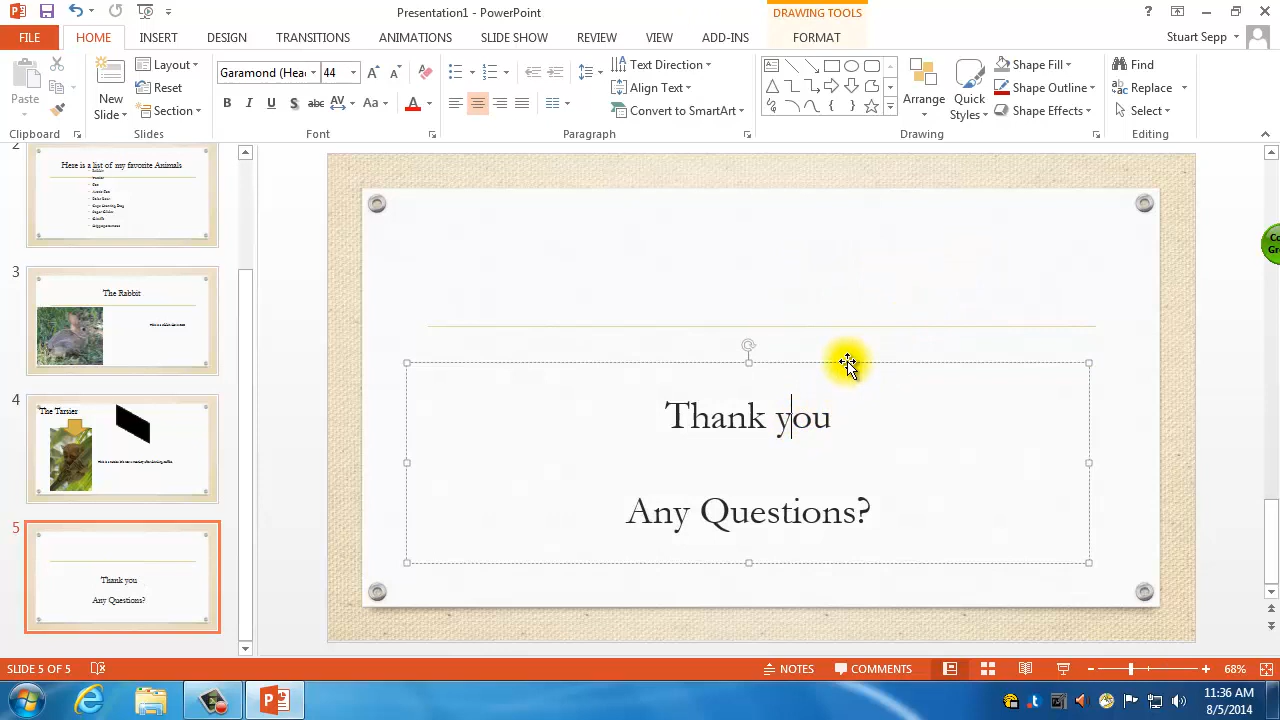 Presentation1 - PowerPoint
DRAWING TOOLS
?
FILE HOME INSERT DESIGN TRANSITIONS ANIMATIONS SLIDE SHOW REVIEW VIEW ADD-INS FORMAT Stuart Sepp
Paste
Clipboard
New Slide
Layout
Reset
Section
Slides
Garamond (Hea 44
B I U S abc AV Aa A
Font
Text Direction
Align Text
Convert to SmartArt
Paragraph
Arrange
Quick Styles
Shape Fill
Shape Outline
Shape Effects
Drawing
Find
Replace
Select
Editing
2
Here is a list of my favorite Animals
3
The Rabbit
4
The Tarsier
5
Thank you
Any Questions?
Thank you
Any Questions?
SLIDE 5 OF 5 NOTES COMMENTS 68%
11:36 AM
8/5/2014